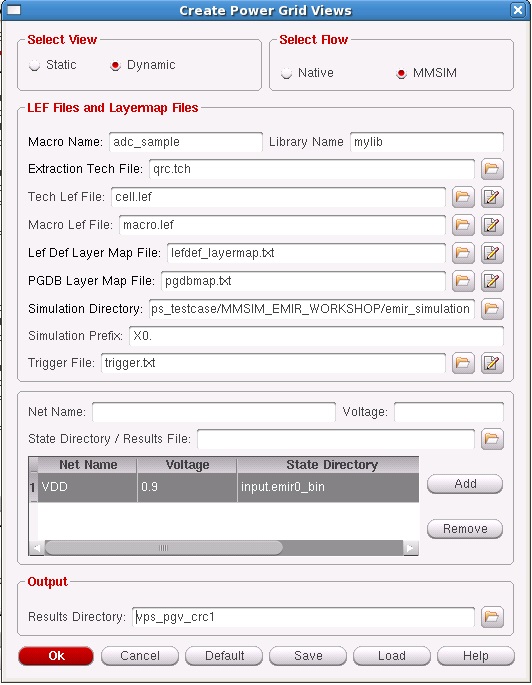 Create Power Grid Views
Select View
Static Dynamic
Select Flow
Native MMSIM
LEF Files and Layermap Files
Macro Name: adc_sample Library Name mylib
Extraction Tech File: qrc.tch
Tech Lef File: cell.lef
Macro Lef File: macro.lef
Lef Def Layer Map File: lefdef_layermap.txt
PGDB Layer Map File: pgdbmap.txt
Simulation Directory: ps_testcase/MMSIM_EMIR_WORKSHOP/emir_simulation
Simulation Prefix: X0.
Trigger File: trigger.txt
Net Name: Voltage:
State Directory / Results File:
Net Name Voltage State Directory
1 VDD 0.9 input.emir0_bin
Add
Remove
Output
Results Directory: vps_pgv_crc1
Ok Cancel Default Save Load Help